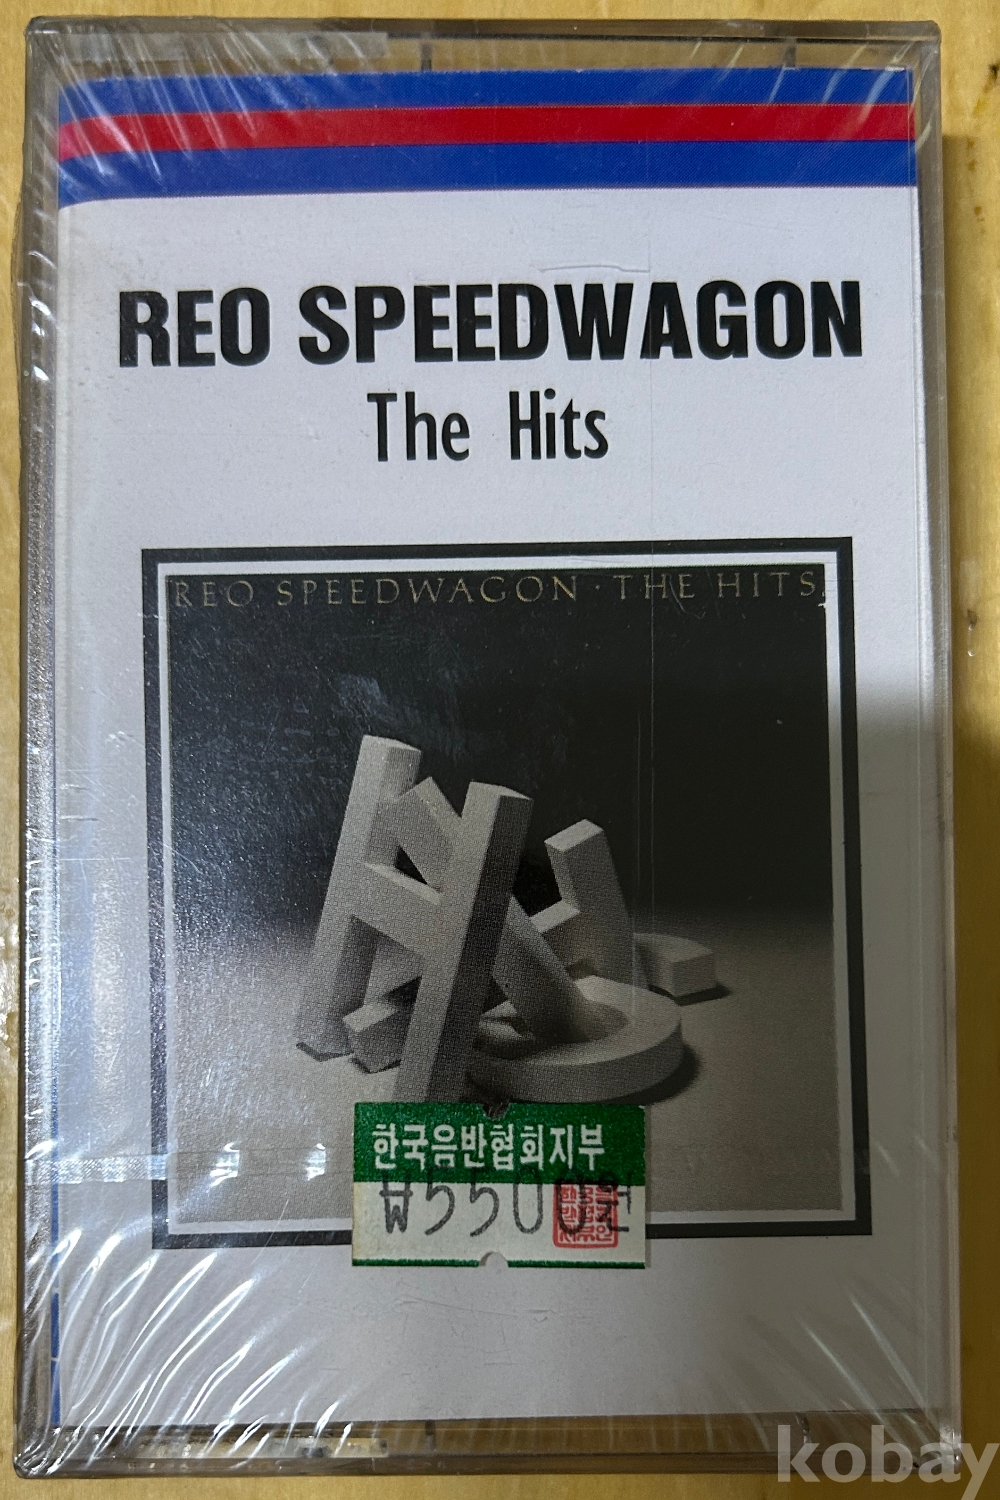 REO SPEEDWAGON
The Hits
REO SPEEDWAGON · THE HITS
한국음반협회지부
₩5500원
kobay